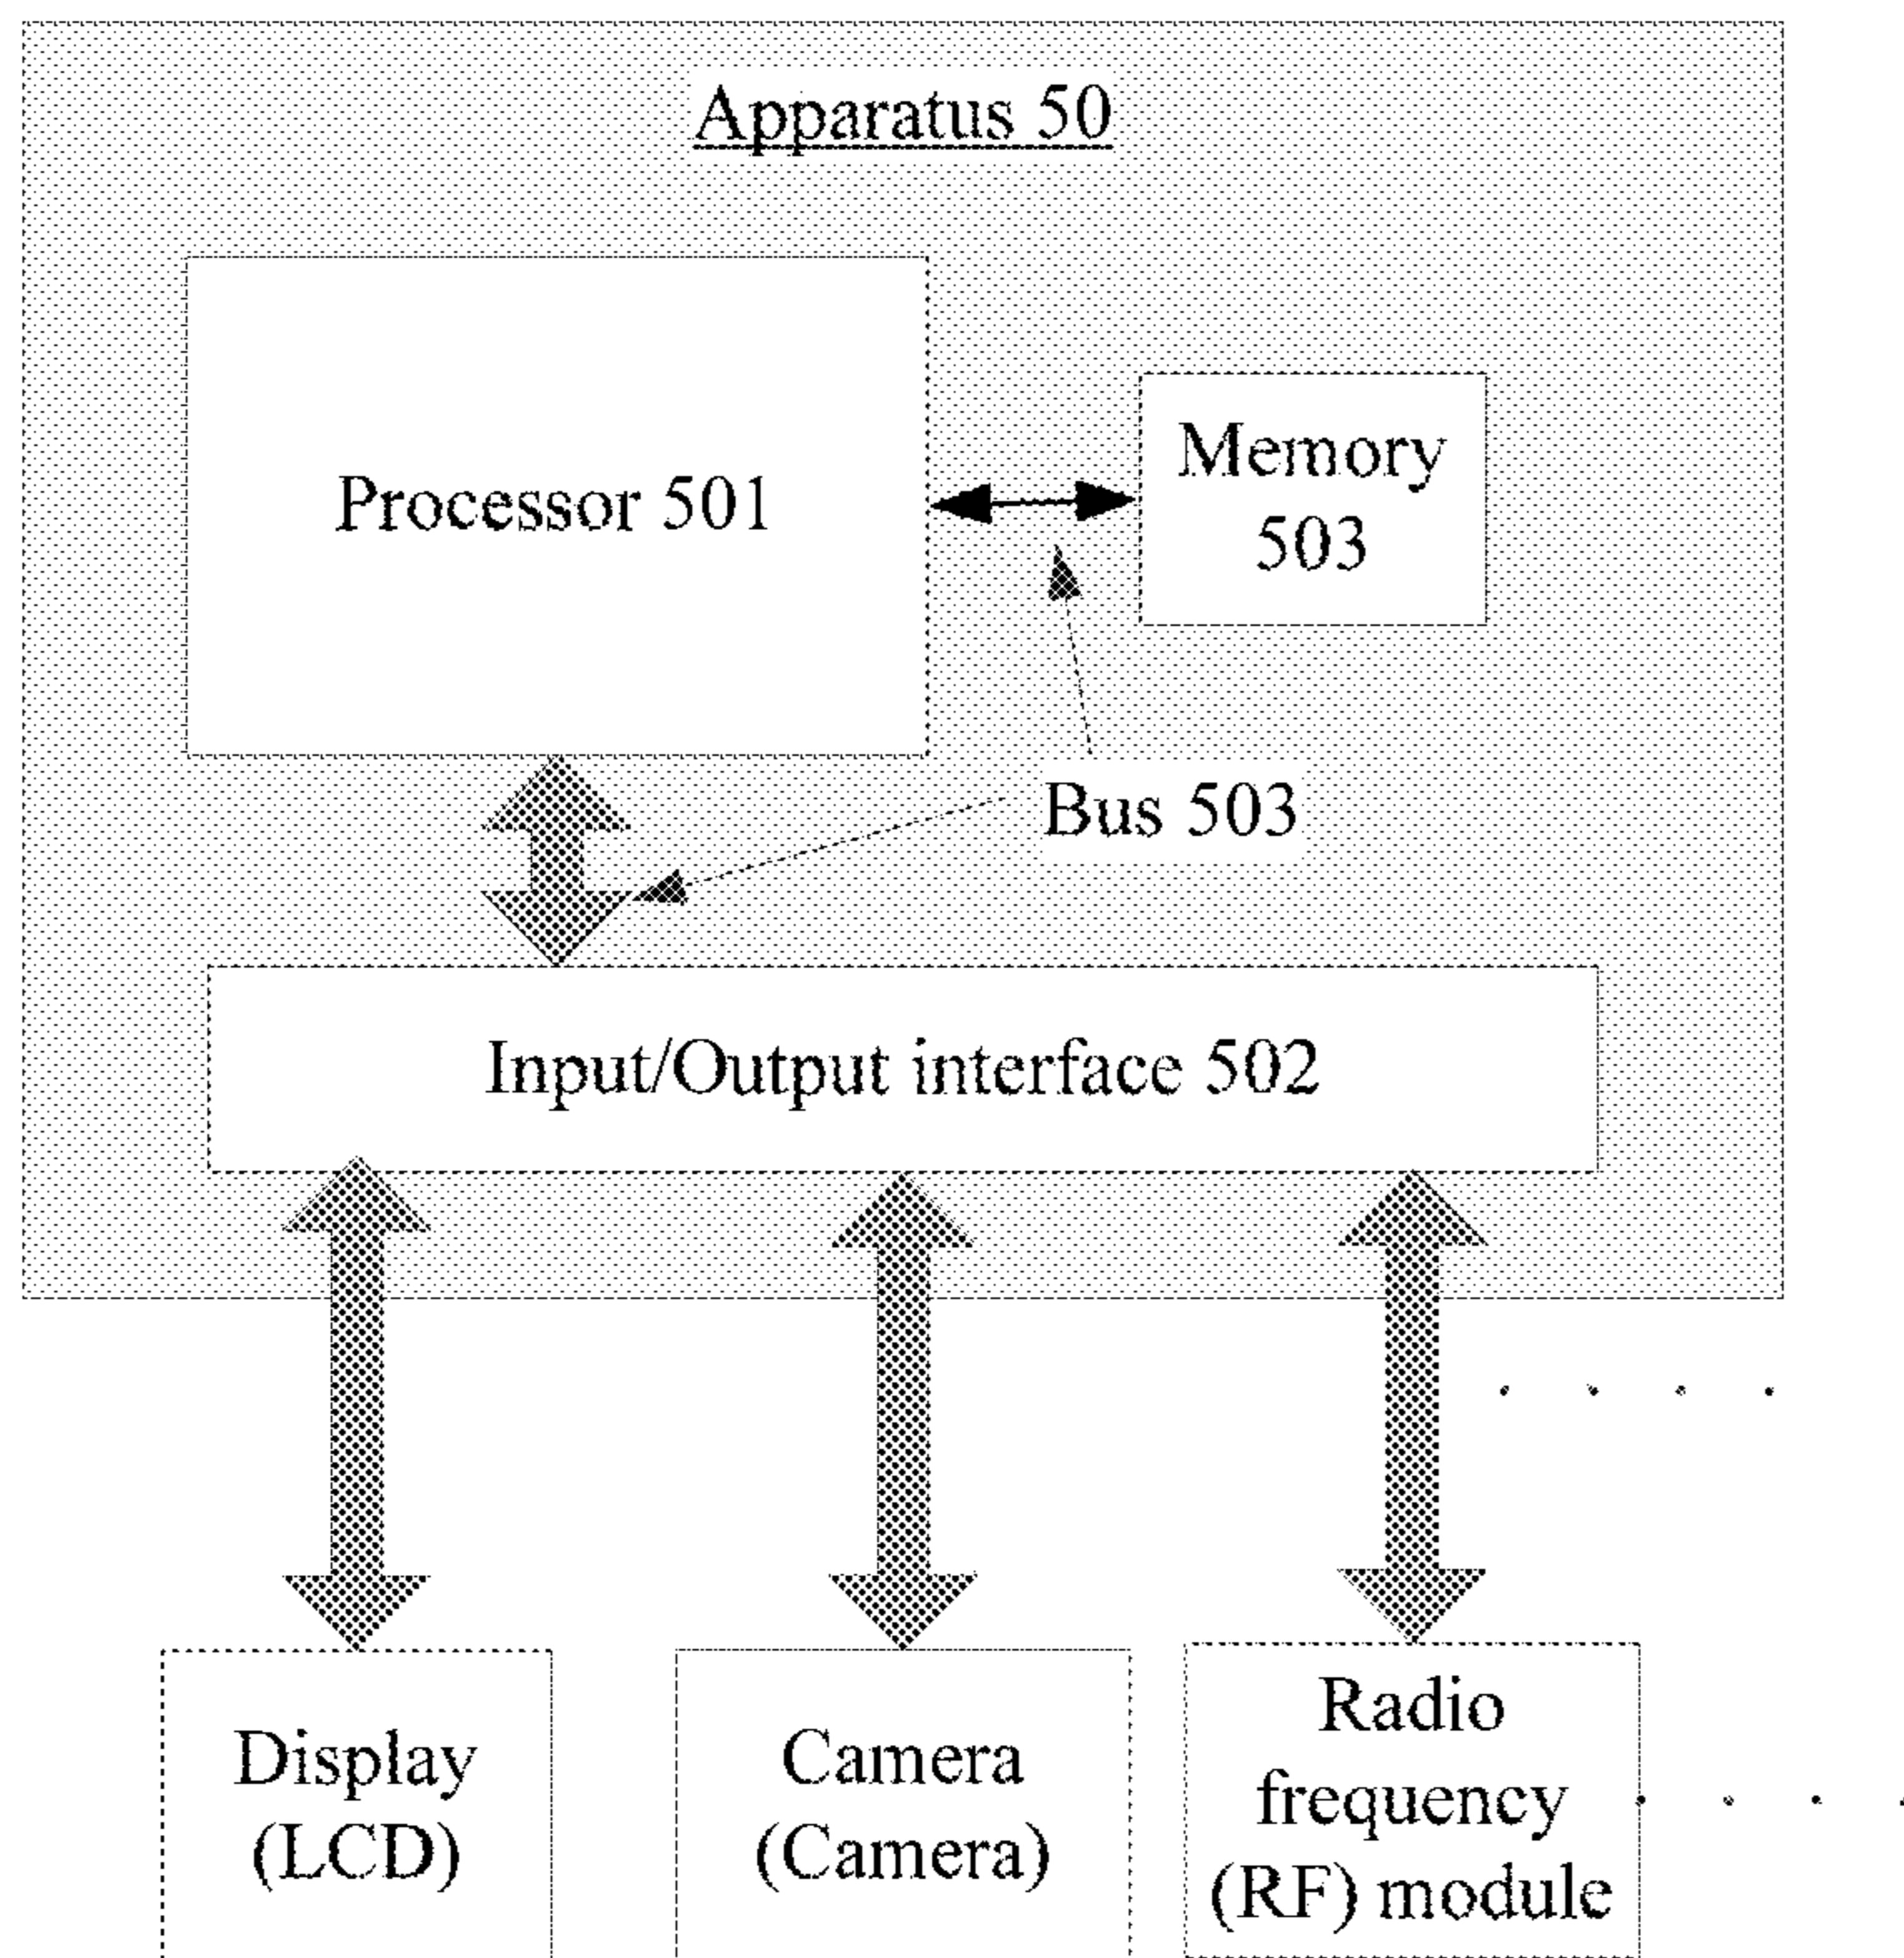 Apparatus 50
Processor 501
Memory
503
Bus 503
Input/Output interface 502
Display
(LCD)
Camera
(Camera)
Radio
frequency
(RF) module